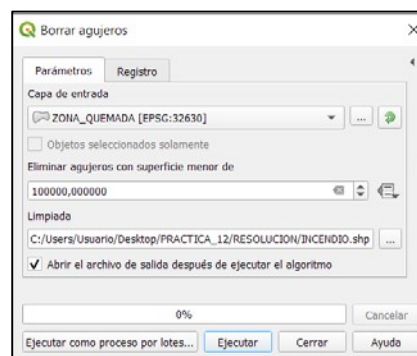 Borrar agujeros
Parámetros Registro
Capa de entrada
ZONA_QUEMADA [EPSG:32630]
...
Objetos seleccionados solamente
Eliminar agujeros con superficie menor de
100000,000000
Limpiada
C:/Users/Usuario/Desktop/PRACTICA_12/RESOLUCION/INCENDIO.shp
...
Abrir el archivo de salida después de ejecutar el algoritmo
0%
Cancelar
Ejecutar como proceso por lotes... Ejecutar Cerrar Ayuda